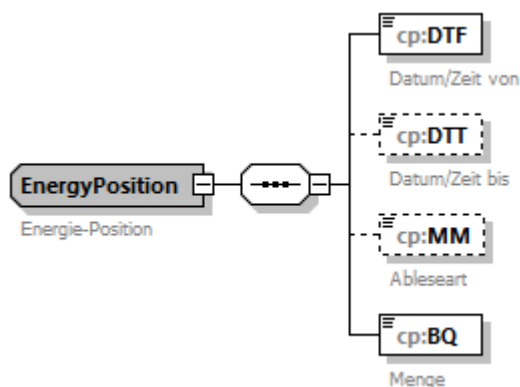 cp:DTF
Datum/Zeit von
cp:DTT
Datum/Zeit bis
EnergyPosition
Energie-Position
cp:MM
Ableseart
cp:BQ
Menge